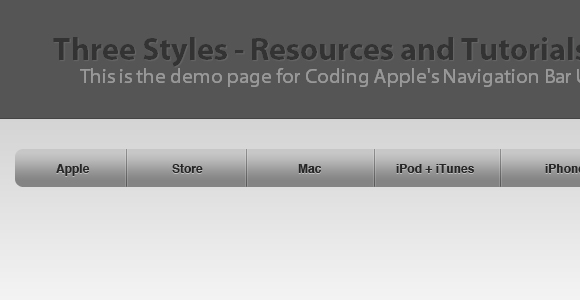 Three Styles - Resources and Tutorials
This is the demo page for Coding Apple's Navigation Bar
Apple Store Mac iPod + iTunes iPhone